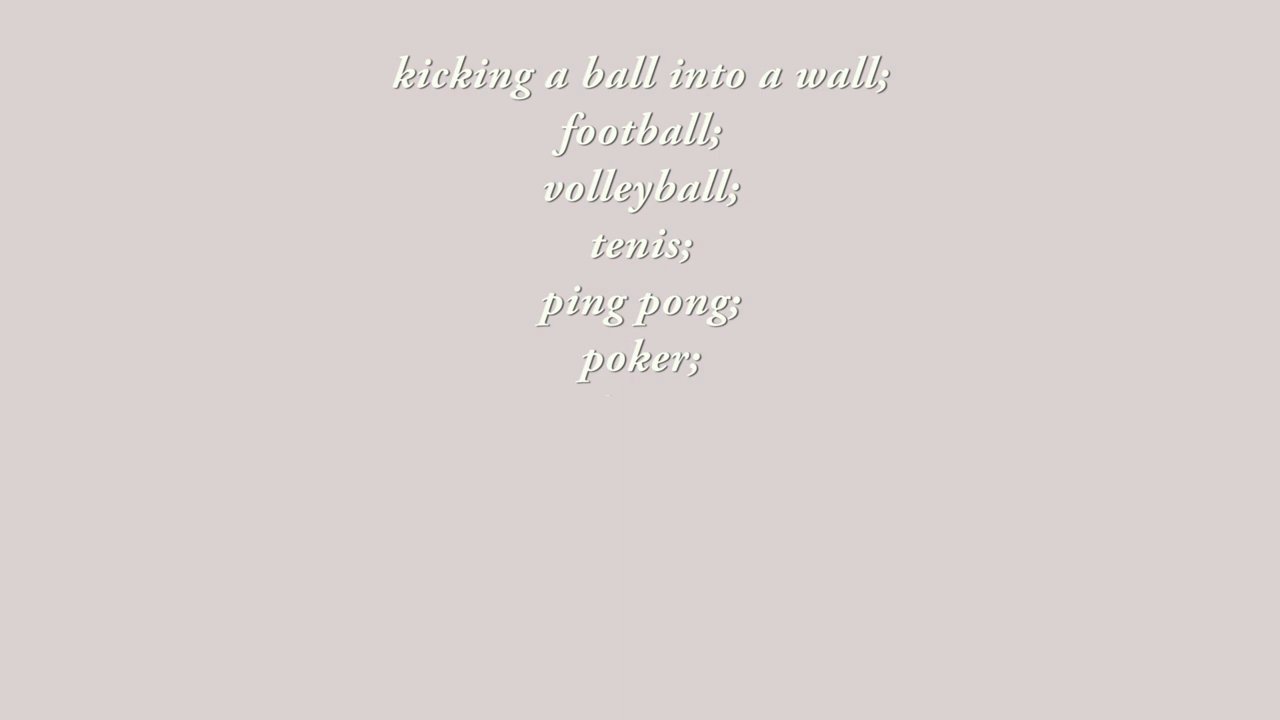 kicking a ball into a wall;
football;
volleyball;
tenis;
ping pong;
poker;